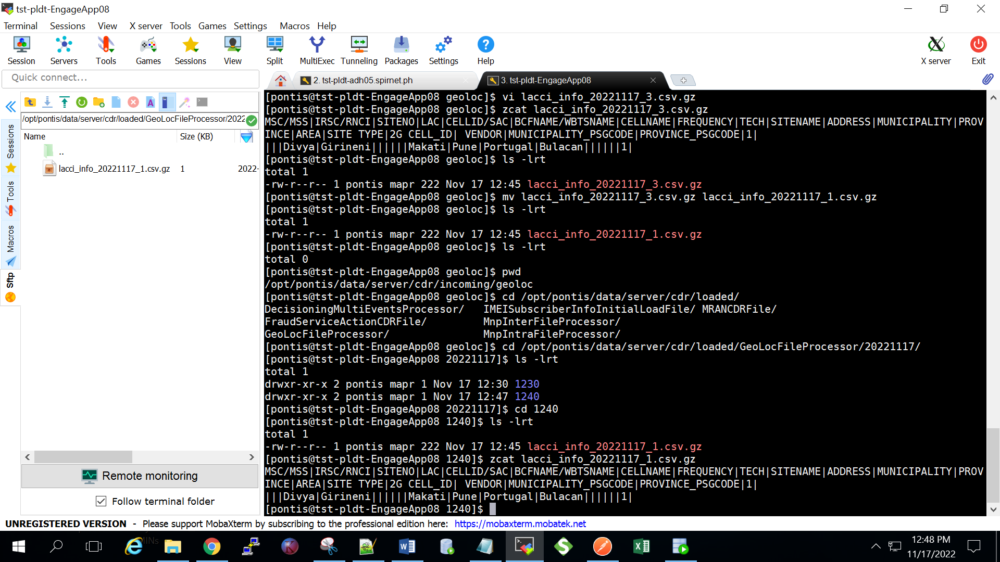 tst-pldt-EngageApp08
Terminal Sessions View X server Tools Games Settings Macros Help
Session Servers Tools Games Sessions View Split MultiExec Tunneling Packages Settings Help X server Exit
Quick connect...
2. tst-pldt-adh05.spirnet.ph
3. tst-pldt-EngageApp08
/opt/pontis/data/server/cdr/loaded/GeoLocFileProcessor/2022
Name Size (KB)
..
lacci_info_20221117_1.csv.gz 1 2022-
Sessions
Tools
Macros
Sftp
[pontis@tst-pldt-EngageApp08 geoloc]$ vi lacci_info_20221117_3.csv.gz
[pontis@tst-pldt-EngageApp08 geoloc]$ zcat lacci_info_20221117_3.csv.gz
MSC/MSS|IRSC/RNCI|SITENO|LAC|CELLID/SAC|BCFNAME/WBTSNAME|CELLNAME|FREQUENCY|TECH|SITENAME|ADDRESS|MUNICIPALITY|PROV
INCE|AREA|SITE TYPE|2G CELL_ID| VENDOR|MUNICIPALITY_PSGCODE|PROVINCE_PSGCODE|1|
|||Divya|Girineni||||||Makati|Pune|Portugal|Bulacan||||||1|
[pontis@tst-pldt-EngageApp08 geoloc]$ ls -lrt
total 1
-rw-r--r-- 1 pontis mapr 222 Nov 17 12:45 lacci_info_20221117_3.csv.gz
[pontis@tst-pldt-EngageApp08 geoloc]$ mv lacci_info_20221117_3.csv.gz lacci_info_20221117_1.csv.gz
[pontis@tst-pldt-EngageApp08 geoloc]$ ls -lrt
total 1
-rw-r--r-- 1 pontis mapr 222 Nov 17 12:45 lacci_info_20221117_1.csv.gz
[pontis@tst-pldt-EngageApp08 geoloc]$ ls -lrt
total 0
[pontis@tst-pldt-EngageApp08 geoloc]$ pwd
/opt/pontis/data/server/cdr/incoming/geoloc
[pontis@tst-pldt-EngageApp08 geoloc]$ cd /opt/pontis/data/server/cdr/loaded/
DecisioningMultiEventsProcessor/ IMEISubscriberInfoInitialLoadFile/ MRANCDRFile/
FraudServiceActionCDRFile/ MnpInterFileProcessor/
GeoLocFileProcessor/ MnpIntraFileProcessor/
[pontis@tst-pldt-EngageApp08 geoloc]$ cd /opt/pontis/data/server/cdr/loaded/GeoLocFileProcessor/20221117/
[pontis@tst-pldt-EngageApp08 20221117]$ ls -lrt
total 1
drwxr-xr-x 2 pontis mapr 1 Nov 17 12:30 1230
drwxr-xr-x 2 pontis mapr 1 Nov 17 12:47 1240
[pontis@tst-pldt-EngageApp08 20221117]$ cd 1240
[pontis@tst-pldt-EngageApp08 1240]$ ls -lrt
total 1
-rw-r--r-- 1 pontis mapr 222 Nov 17 12:45 lacci_info_20221117_1.csv.gz
[pontis@tst-pldt-EngageApp08 1240]$ zcat lacci_info_20221117_1.csv.gz
MSC/MSS|IRSC/RNCI|SITENO|LAC|CELLID/SAC|BCFNAME/WBTSNAME|CELLNAME|FREQUENCY|TECH|SITENAME|ADDRESS|MUNICIPALITY|PROV
INCE|AREA|SITE TYPE|2G CELL_ID| VENDOR|MUNICIPALITY_PSGCODE|PROVINCE_PSGCODE|1|
|||Divya|Girineni||||||Makati|Pune|Portugal|Bulacan||||||1|
[pontis@tst-pldt-EngageApp08 1240]$
Remote monitoring
Follow terminal folder
UNREGISTERED VERSION - Please support MobaXterm by subscribing to the professional edition here: https://mobaxterm.mobatek.net
12:48 PM
11/17/2022